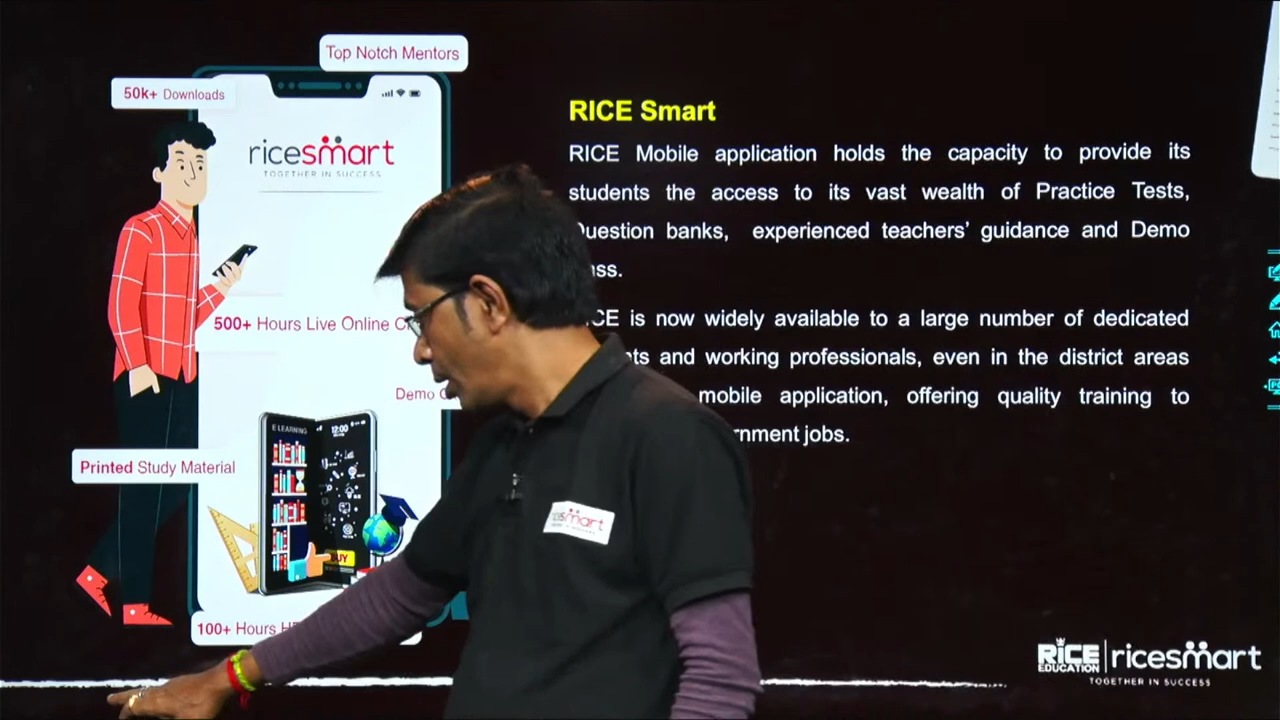 Top Notch Mentors
50k+ Downloads
ricesmart
TOGETHER IN SUCCESS
500+ Hours Live Online
Demo
E LEARNING
12:00
Printed Study Material
BUY
100+ Hours
RICE Smart
RICE Mobile application holds the capacity to provide its
students the access to its vast wealth of Practice Tests,
Question banks, experienced teachers' guidance and Demo
is now widely available to a large number of dedicated
and working professionals, even in the district areas
mobile application, offering quality training to
jobs.
smart
RICE EDUCATION
ricesmart
TOGETHER IN SUCCESS